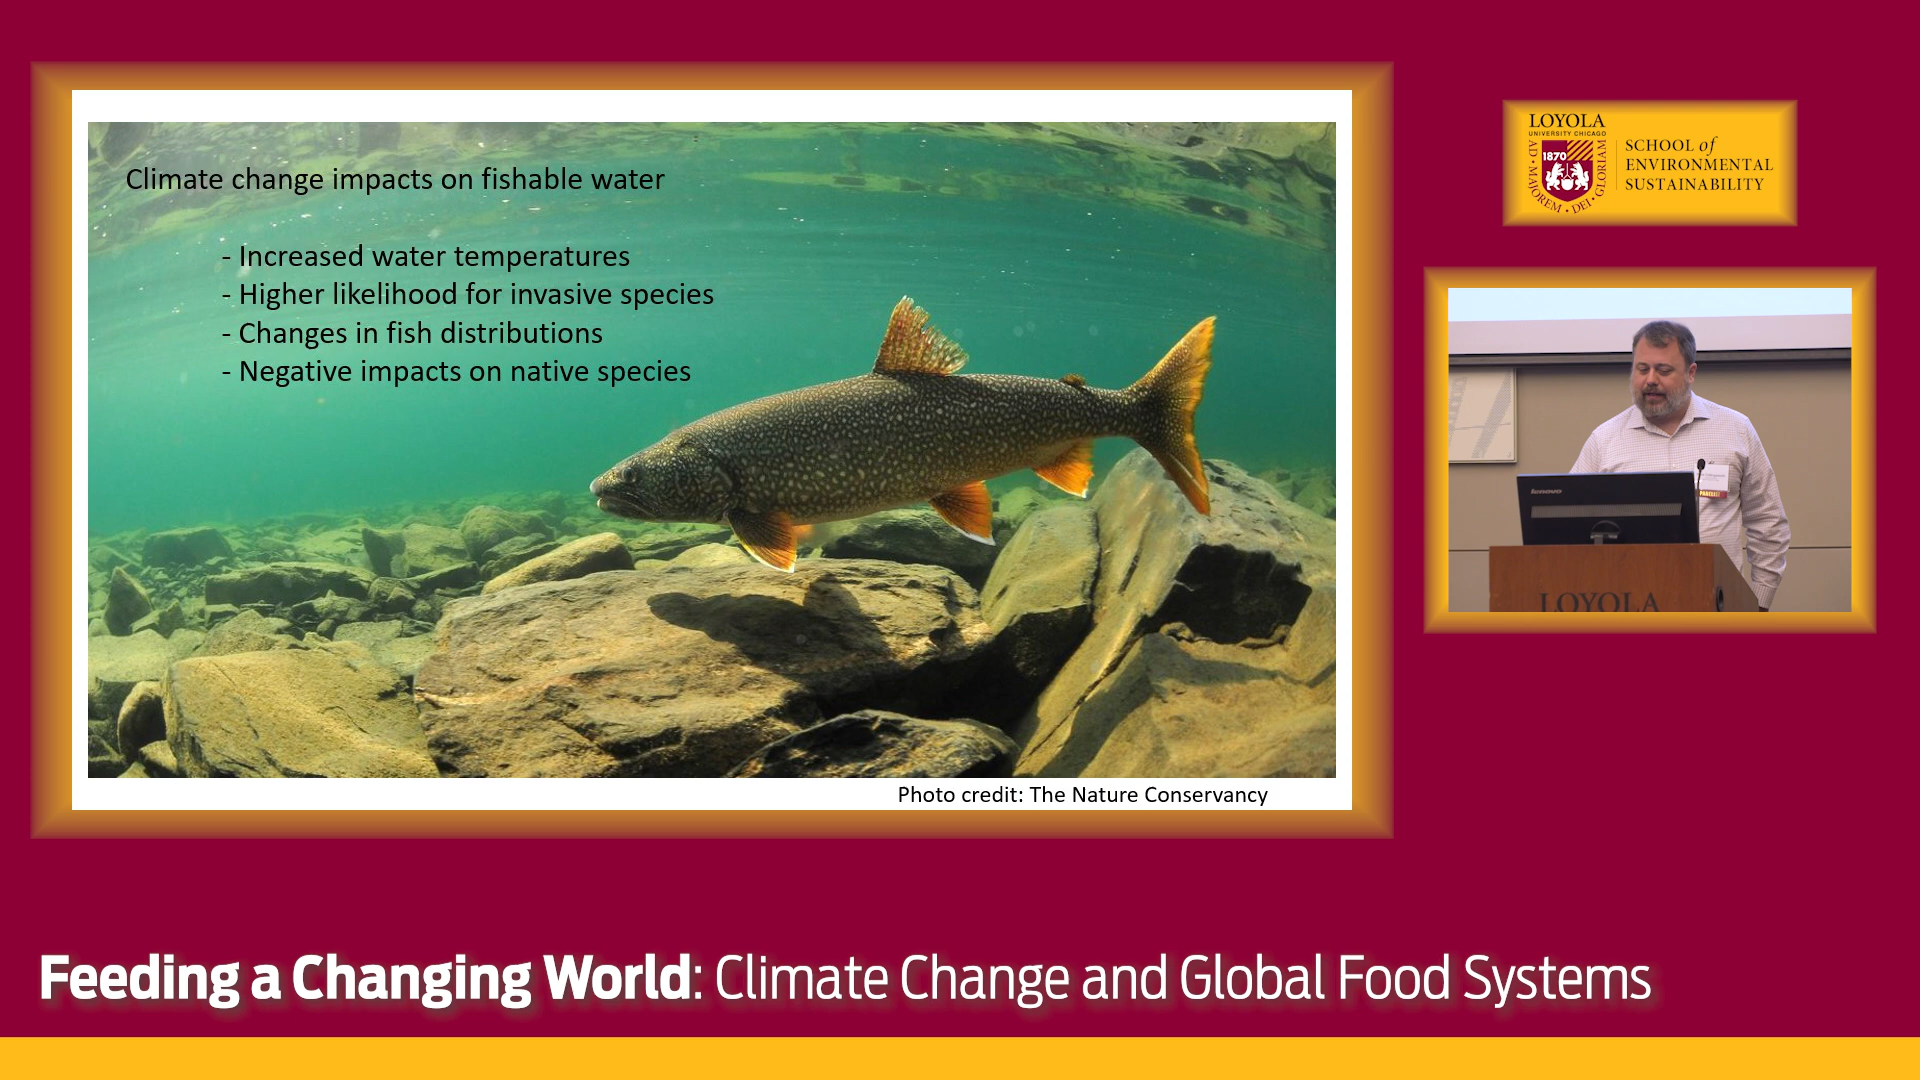 Climate change impacts on fishable water
- Increased water temperatures
- Higher likelihood for invasive species
- Changes in fish distributions
- Negative impacts on native species
Photo credit: The Nature Conservancy
LOYOLA
UNIVERSITY CHICAGO
1870
AD • MAJOREM • DEI • GLORIAM
SCHOOL of
ENVIRONMENTAL
SUSTAINABILITY
lenovo
PANELIST
LOYOLA
Feeding a Changing World: Climate Change and Global Food Systems